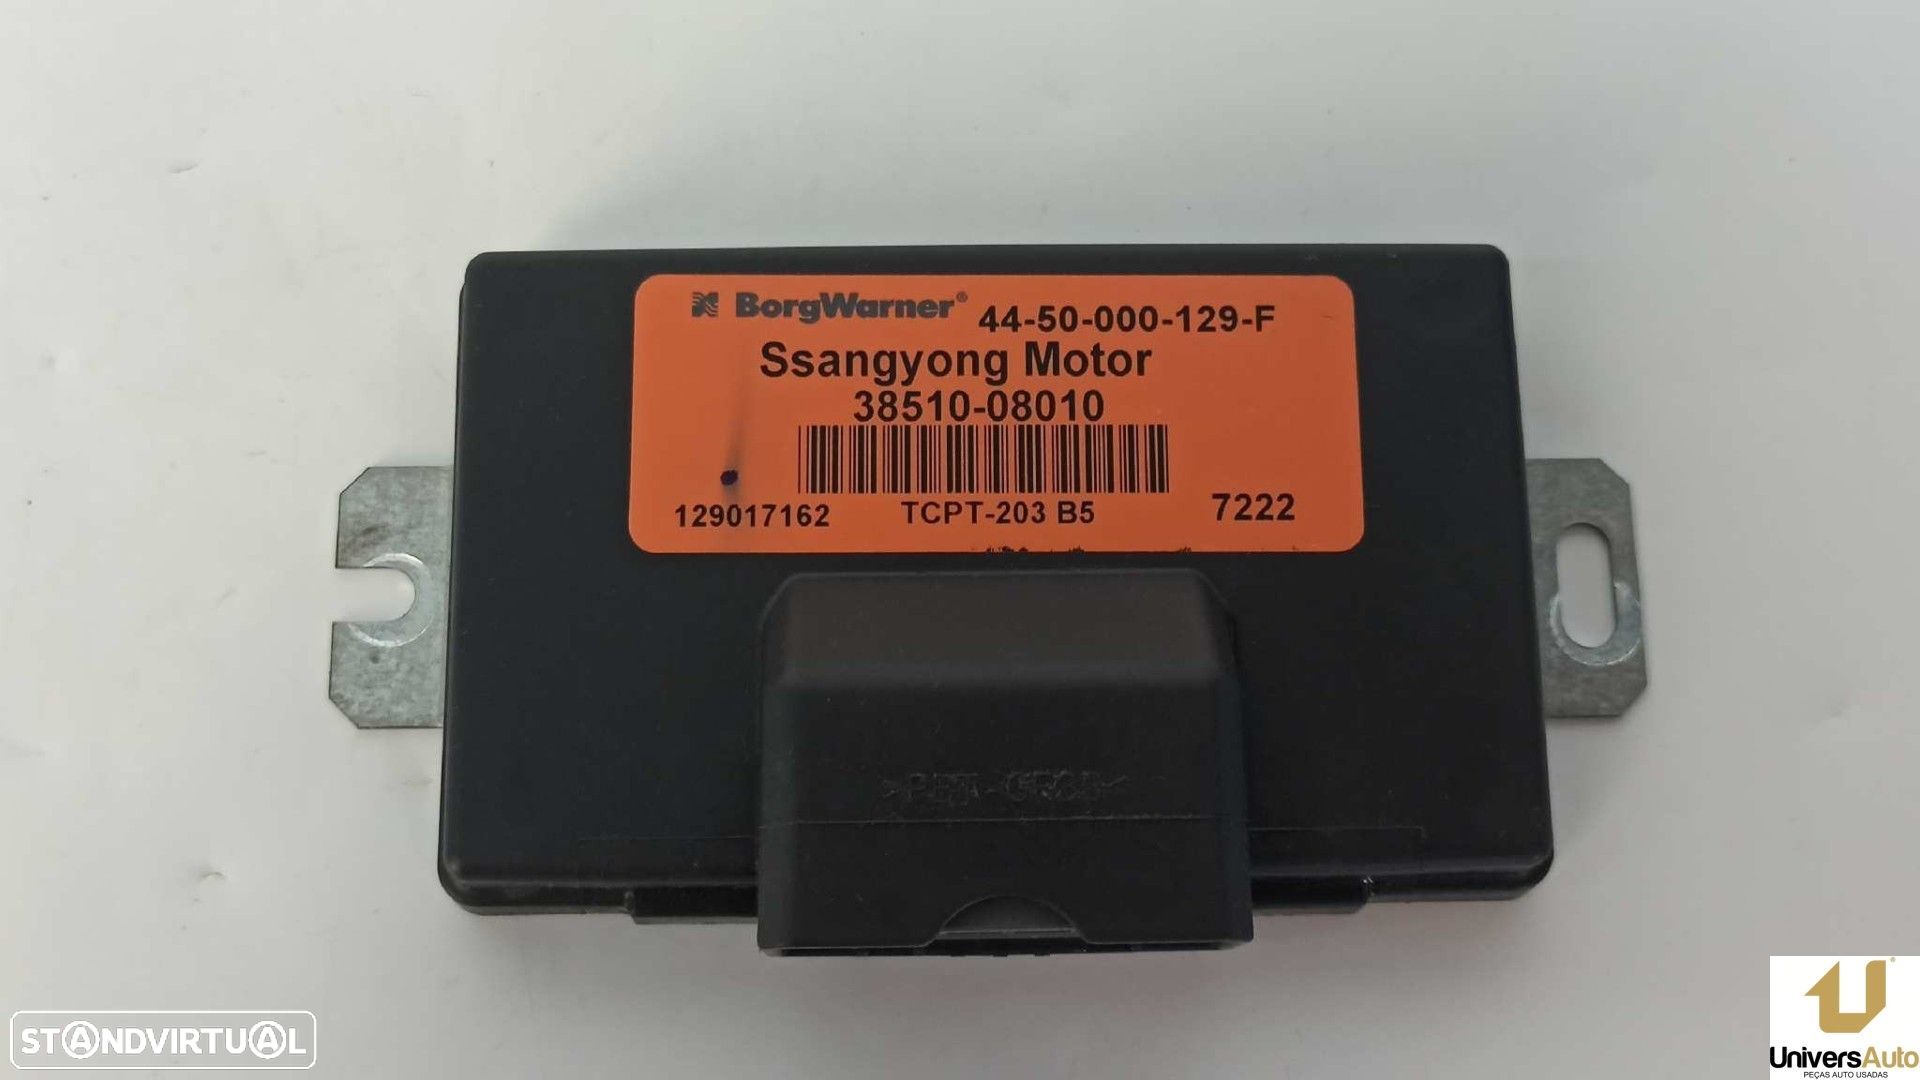 BorgWarner® 44-50-000-129-F
Ssangyong Motor
38510-08010
129017162 TCPT-203 B5 7222
STANDVIRTUAL
UniversAuto
PEÇAS AUTO USADAS